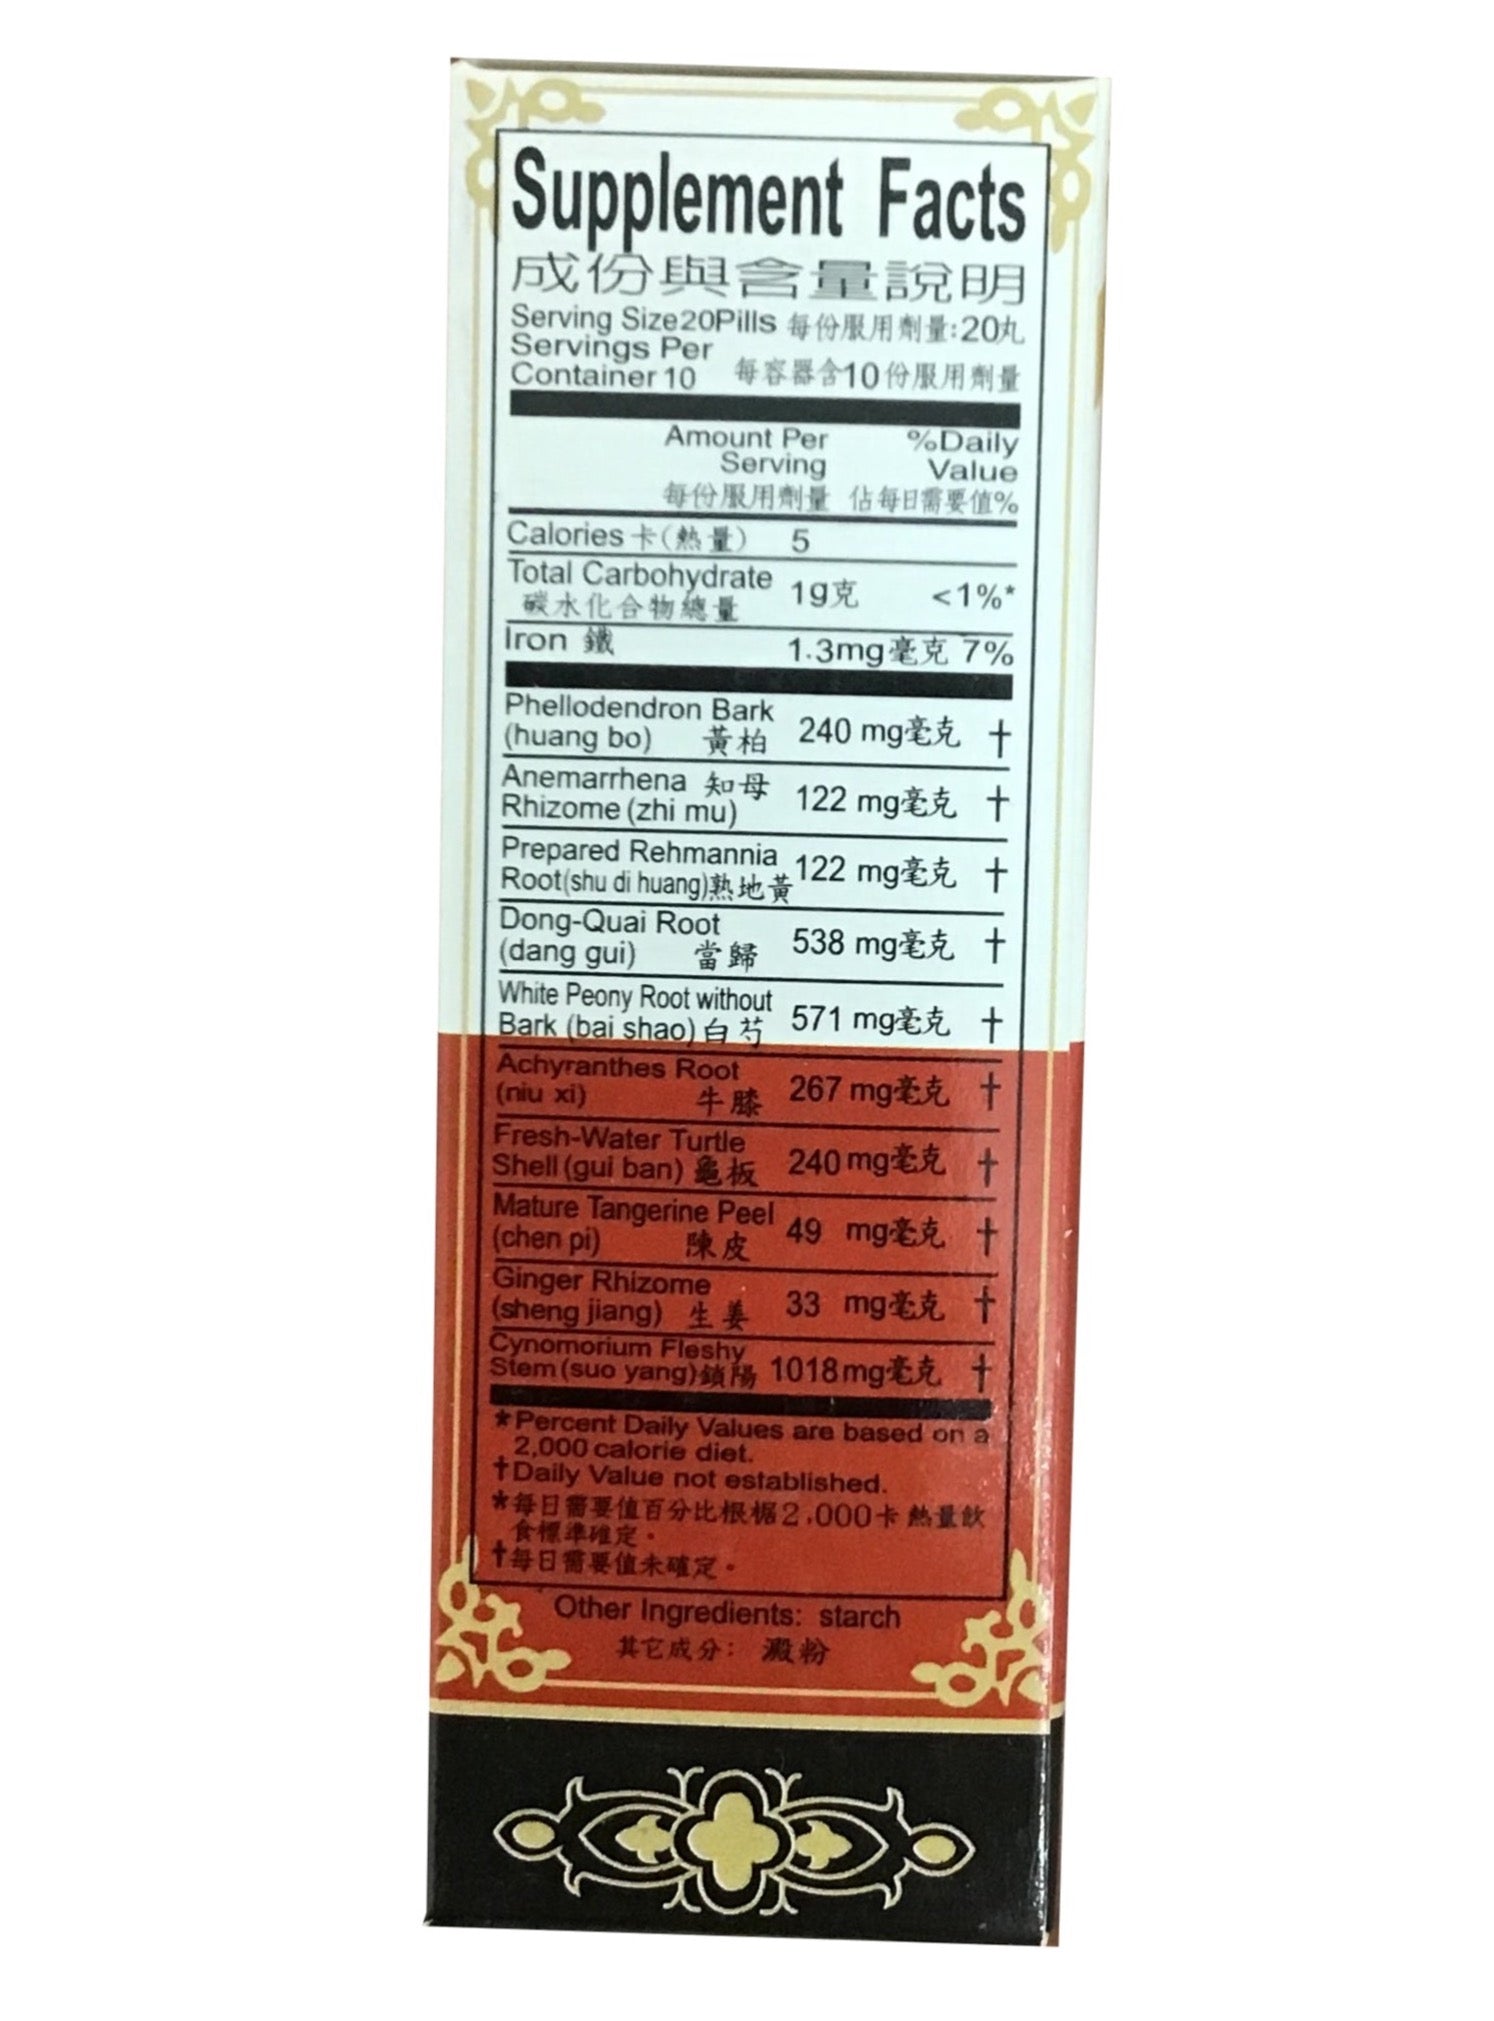 Supplement Facts
成份與含量說明
Serving Size20Pills 每份服用劑量:20丸
Servings Per
Container 10 每容器含10份服用劑量
Amount Per %Daily
Serving Value
每份服用劑量 佔每日需要值%
Calories 卡(熱量) 5
Total Carbohydrate 1g克 <1%*
碳水化合物總量
Iron 鐵 1.3mg毫克 7%
Phellodendron Bark
(huang bo) 黃柏 240 mg毫克 †
Anemarrhena 知母
Rhizome (zhi mu) 122 mg毫克 †
Prepared Rehmannia
Root(shu di huang)熟地黃 122 mg毫克 †
Dong-Quai Root
(dang gui) 當歸 538 mg毫克 †
White Peony Root without
Bark (bai shao) 白芍 571 mg毫克 †
Achyranthes Root
(niu xi) 牛膝 267 mg毫克 †
Fresh-Water Turtle
Shell (gui ban) 龜板 240 mg毫克 †
Mature Tangerine Peel
(chen pi) 陳皮 49 mg毫克 †
Ginger Rhizome
(sheng jiang) 生姜 33 mg毫克 †
Cynomorium Fleshy
Stem (suo yang)鎖陽 1018mg毫克 †
*Percent Daily Values are based on a
2,000 calorie diet.
†Daily Value not established.
*每日需要值百分比根椐2,000卡 熱量飲
食標準確定。
†每日需要值未確定。
Other Ingredients: starch
其它成分: 澱粉